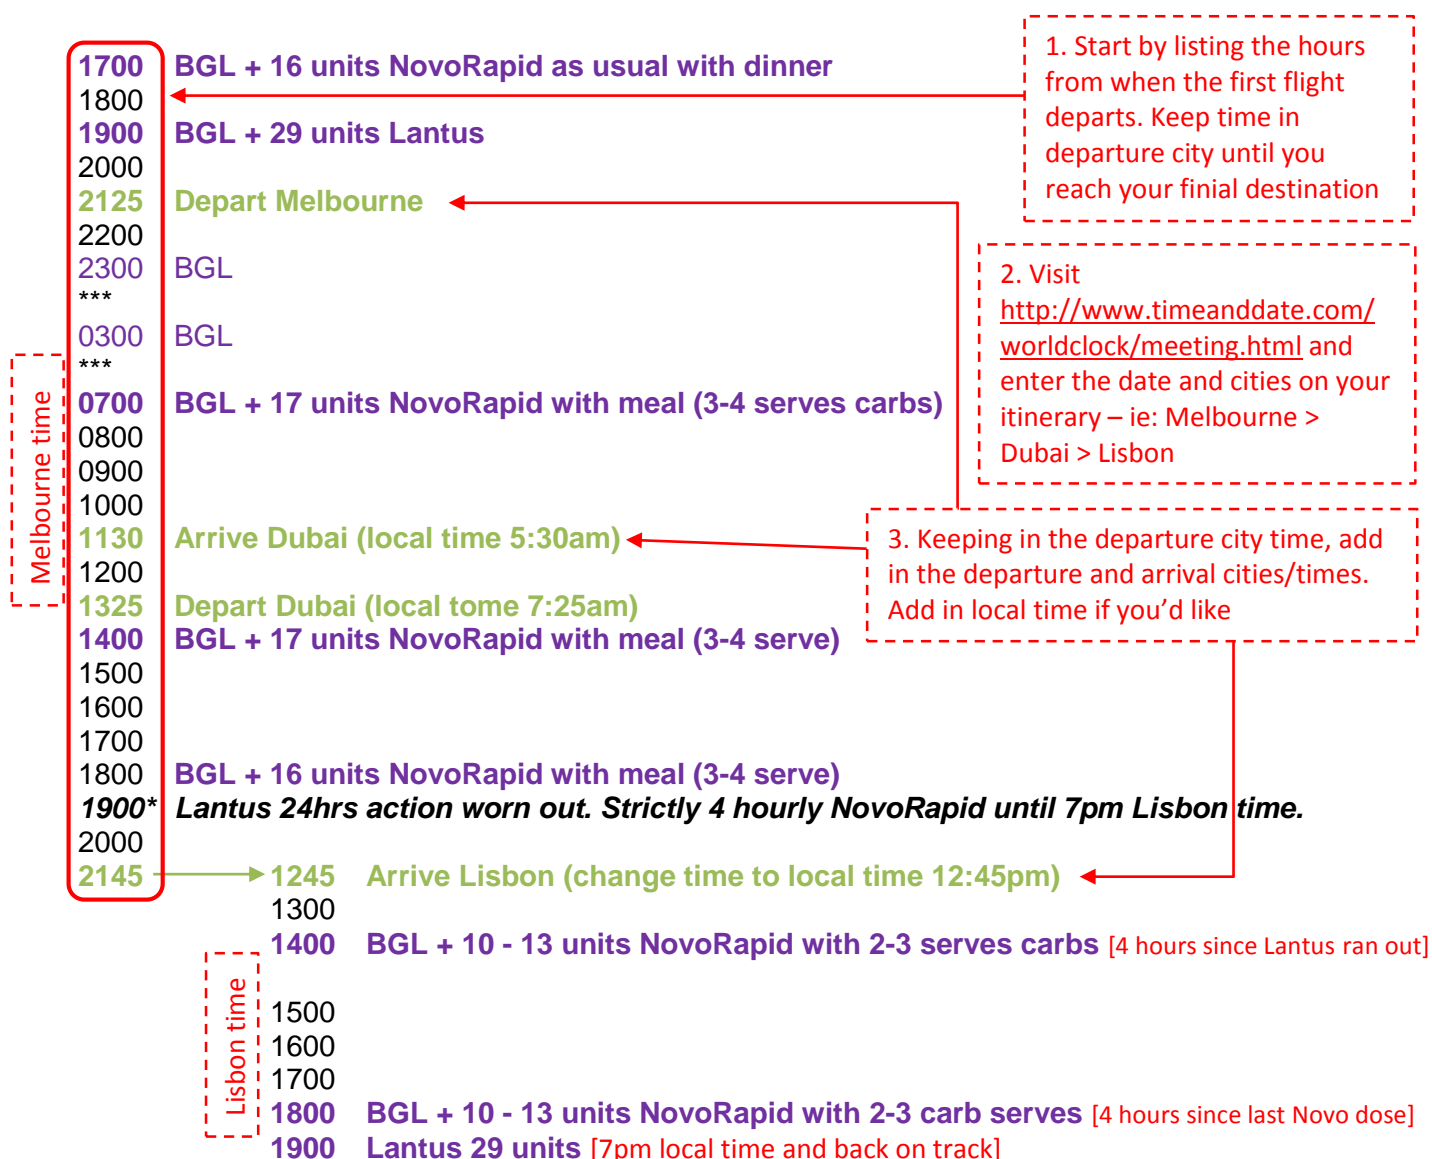 1. Start by listing the hours
from when the first flight
departs. Keep time in
departure city until you
reach your finial destination
1700 BGL + 16 units NovoRapid as usual with dinner
1800
1900 BGL + 29 units Lantus
2000
2125 Depart Melbourne
2200
2300 BGL
***
0300 BGL
***
2. Visit
http://www.timeanddate.com/
worldclock/meeting.html and
enter the date and cities on your
itinerary – ie: Melbourne >
Dubai > Lisbon
Melbourne time
0700 BGL + 17 units NovoRapid with meal (3-4 serves carbs)
0800
0900
1000
1130 Arrive Dubai (local time 5:30am)
1200
1325 Depart Dubai (local tome 7:25am)
3. Keeping in the departure city time, add
in the departure and arrival cities/times.
Add in local time if you’d like
1400 BGL + 17 units NovoRapid with meal (3-4 serve)
1500
1600
1700
1800 BGL + 16 units NovoRapid with meal (3-4 serve)
1900* Lantus 24hrs action worn out. Strictly 4 hourly NovoRapid until 7pm Lisbon time.
2000
2145 1245 Arrive Lisbon (change time to local time 12:45pm)
1300
1400 BGL + 10 - 13 units NovoRapid with 2-3 serves carbs [4 hours since Lantus ran out]
Lisbon time
1500
1600
1700
1800 BGL + 10 - 13 units NovoRapid with 2-3 carb serves [4 hours since last Novo dose]
1900 Lantus 29 units [7pm local time and back on track]